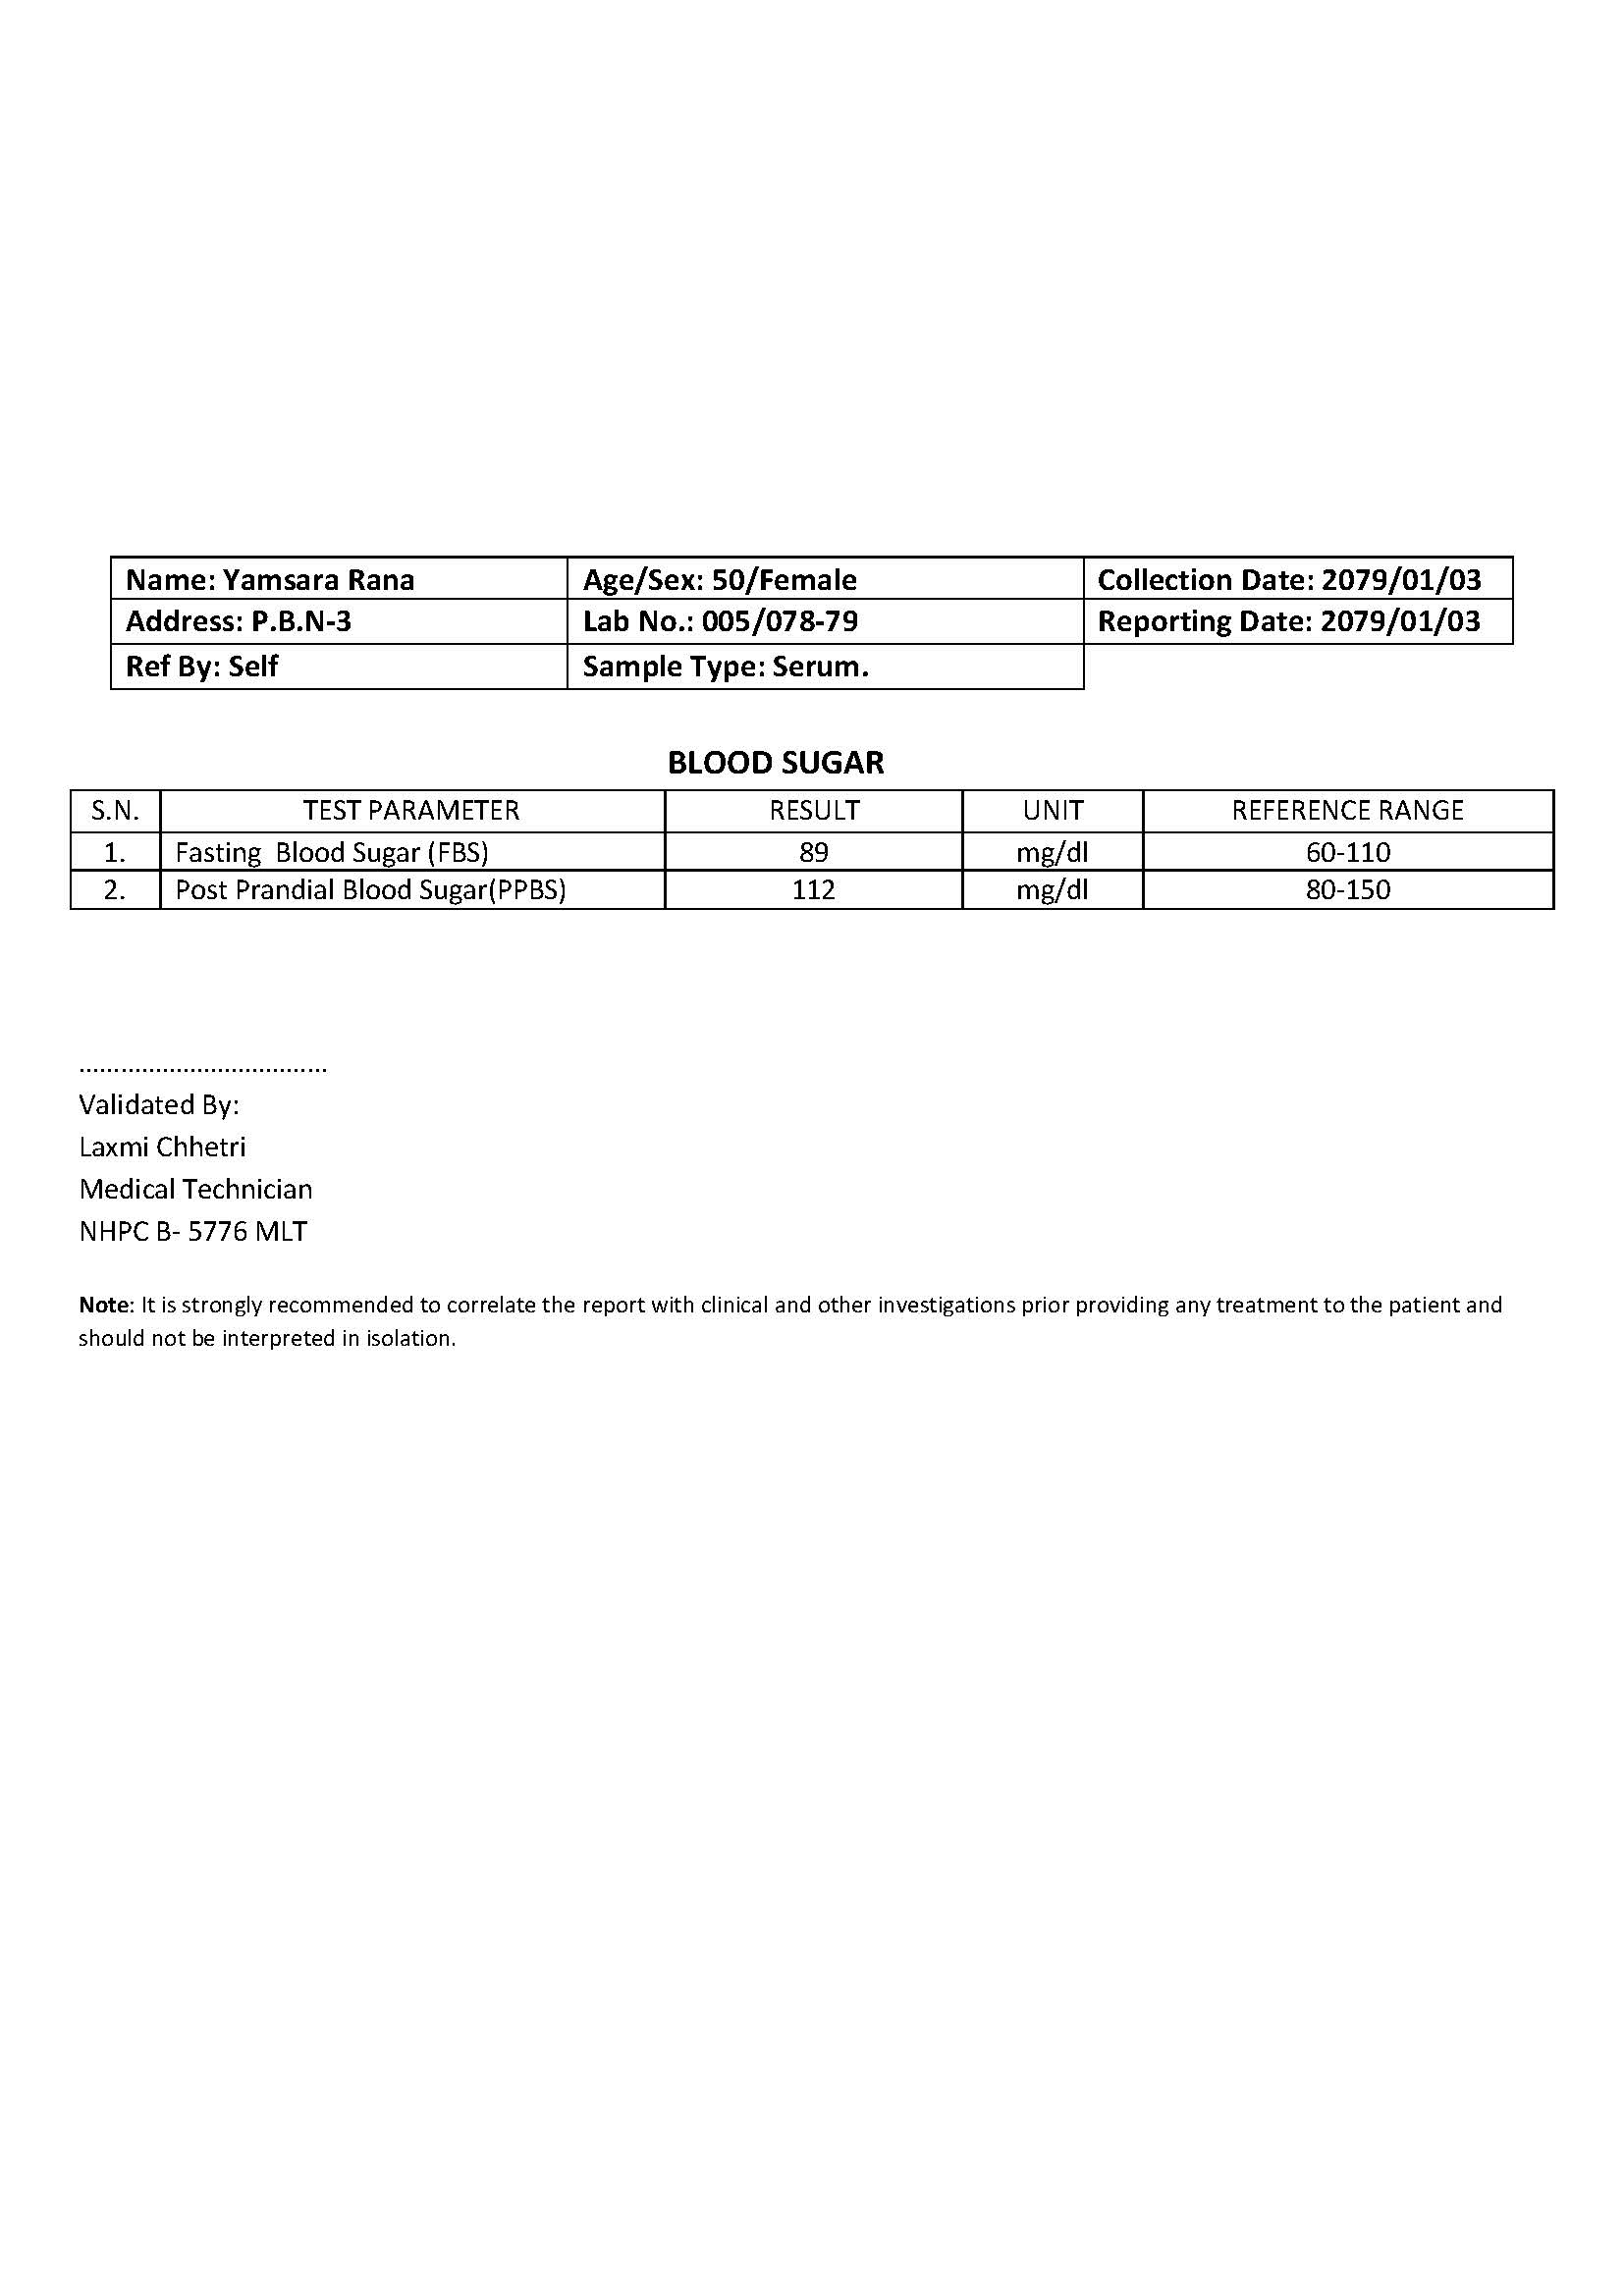 Name: Yamsara Rana Age/Sex: 50/Female Collection Date: 2079/01/03
Address: P.B.N-3 Lab No.: 005/078-79 Reporting Date: 2079/01/03
Ref By: Self Sample Type: Serum.
BLOOD SUGAR
S.N. TEST PARAMETER RESULT UNIT REFERENCE RANGE
1. Fasting Blood Sugar (FBS) 89 mg/dl 60-110
2. Post Prandial Blood Sugar(PPBS) 112 mg/dl 80-150
....................................
Validated By:
Laxmi Chhetri
Medical Technician
NHPC B- 5776 MLT
Note: It is strongly recommended to correlate the report with clinical and other investigations prior providing any treatment to the patient and
should not be interpreted in isolation.